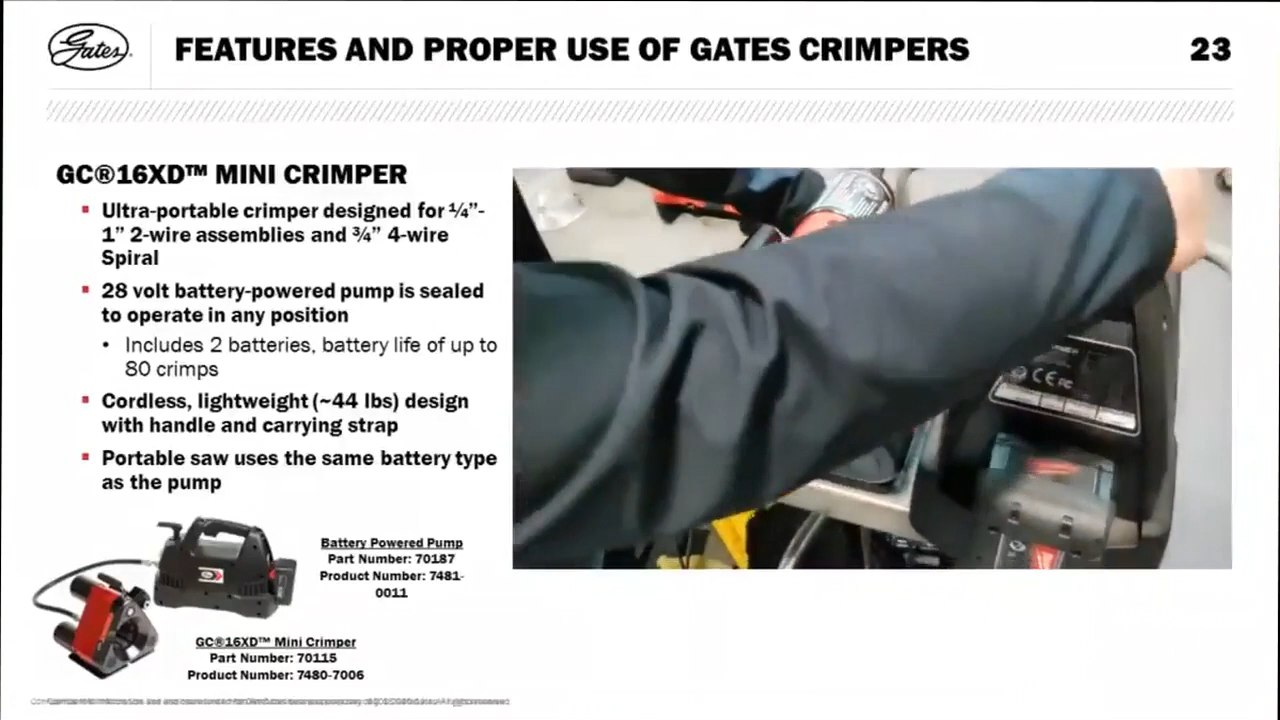 Gates
FEATURES AND PROPER USE OF GATES CRIMPERS
23
GC®16XD™ MINI CRIMPER
Ultra-portable crimper designed for ¼”-
1” 2-wire assemblies and ¾” 4-wire
Spiral
28 volt battery-powered pump is sealed
to operate in any position
Includes 2 batteries, battery life of up to
80 crimps
Cordless, lightweight (~44 lbs) design
with handle and carrying strap
Portable saw uses the same battery type
as the pump
Battery Powered Pump
Part Number: 70187
Product Number: 7481-
0011
GC®16XD™ Mini Crimper
Part Number: 70115
Product Number: 7480-7006
CE